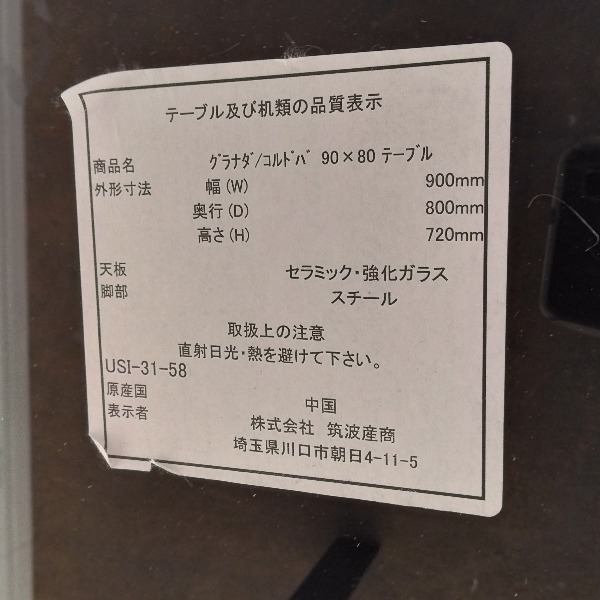 テーブル及び机類の品質表示
商品名 グラナダ/コルドバ 90×80 テーブル
外形寸法 幅(W) 900mm
奥行(D) 800mm
高さ(H) 720mm
天板 セラミック・強化ガラス
脚部 スチール
取扱上の注意
直射日光・熱を避けて下さい。
USI-31-58
原産国 中国
表示者 株式会社 筑波産商
埼玉県川口市朝日4-11-5